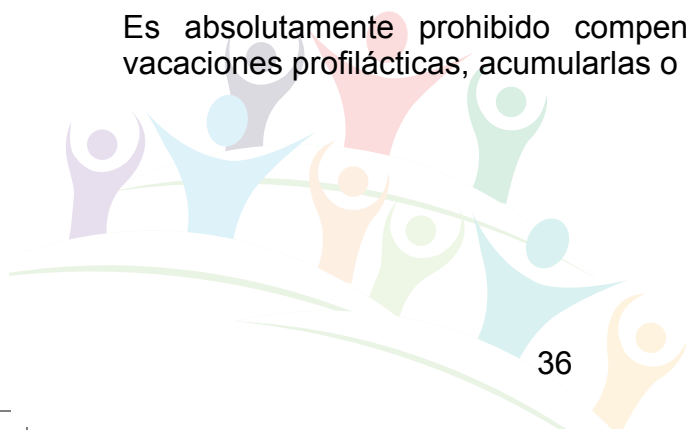 Es absolutamente prohibido compen
vacaciones profilácticas, acumularlas o
36